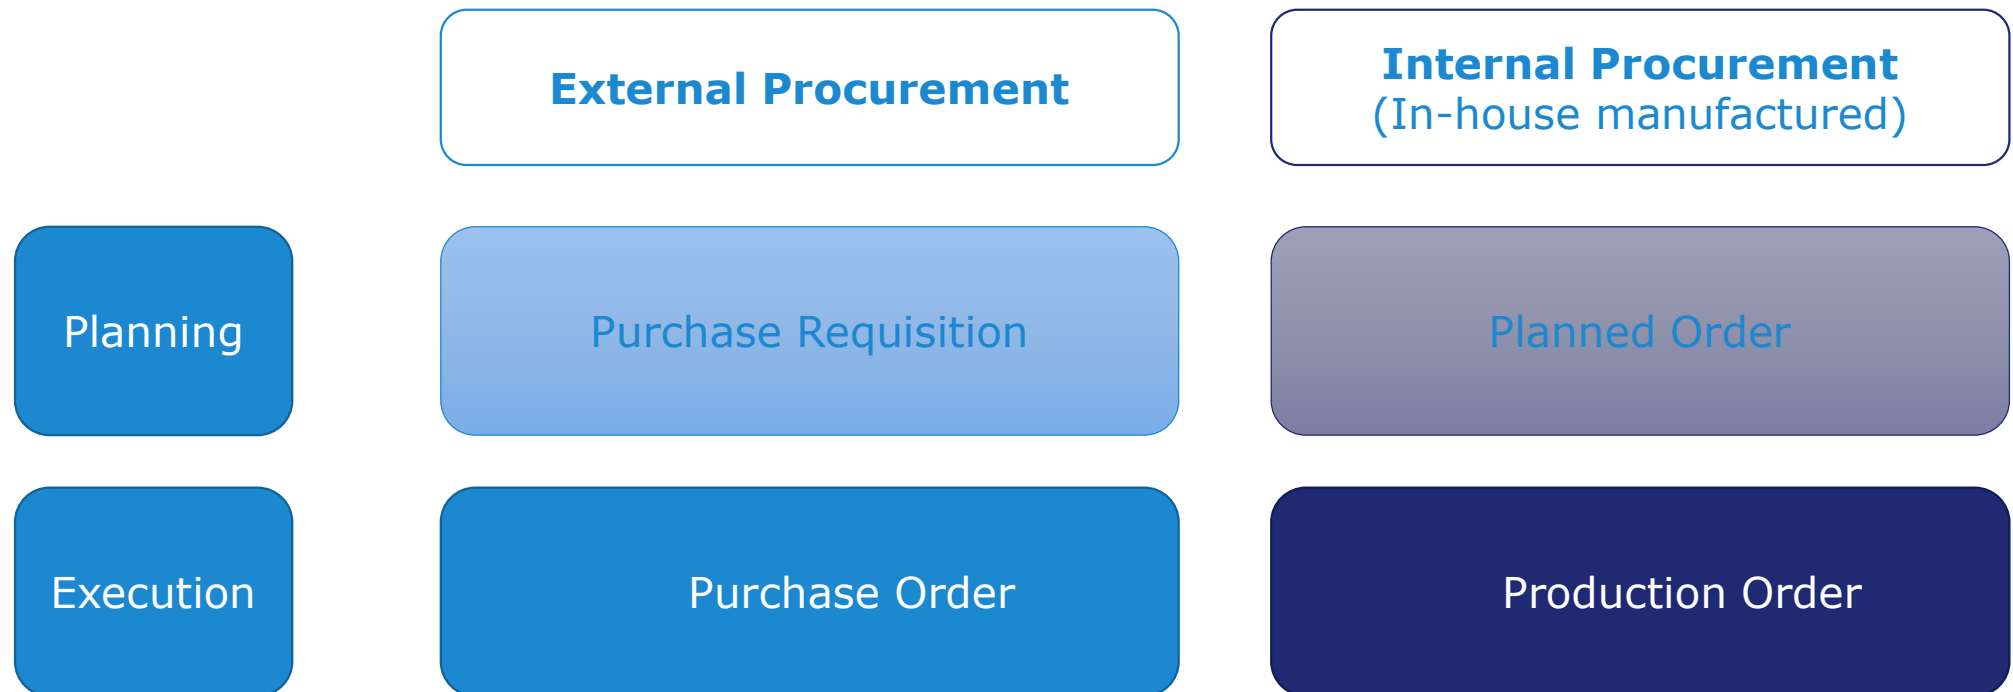 External Procurement
Internal Procurement
(In-house manufactured)
Planning
Purchase Requisition
Planned Order
Execution
Purchase Order
Production Order